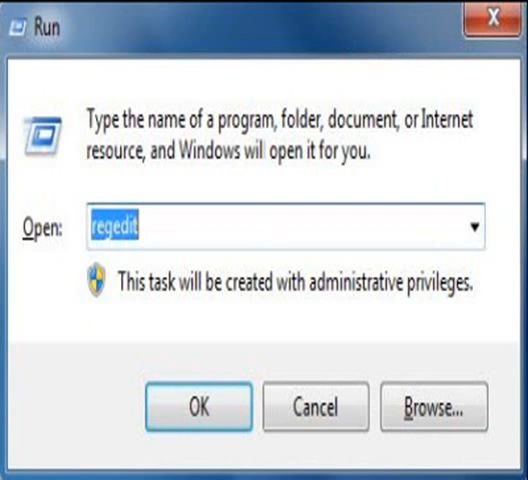 Run
X
Type the name of a program, folder, document, or Internet
resource, and Windows will open it for you.
Open: regedit
This task will be created with administrative privileges.
OK Cancel Browse...